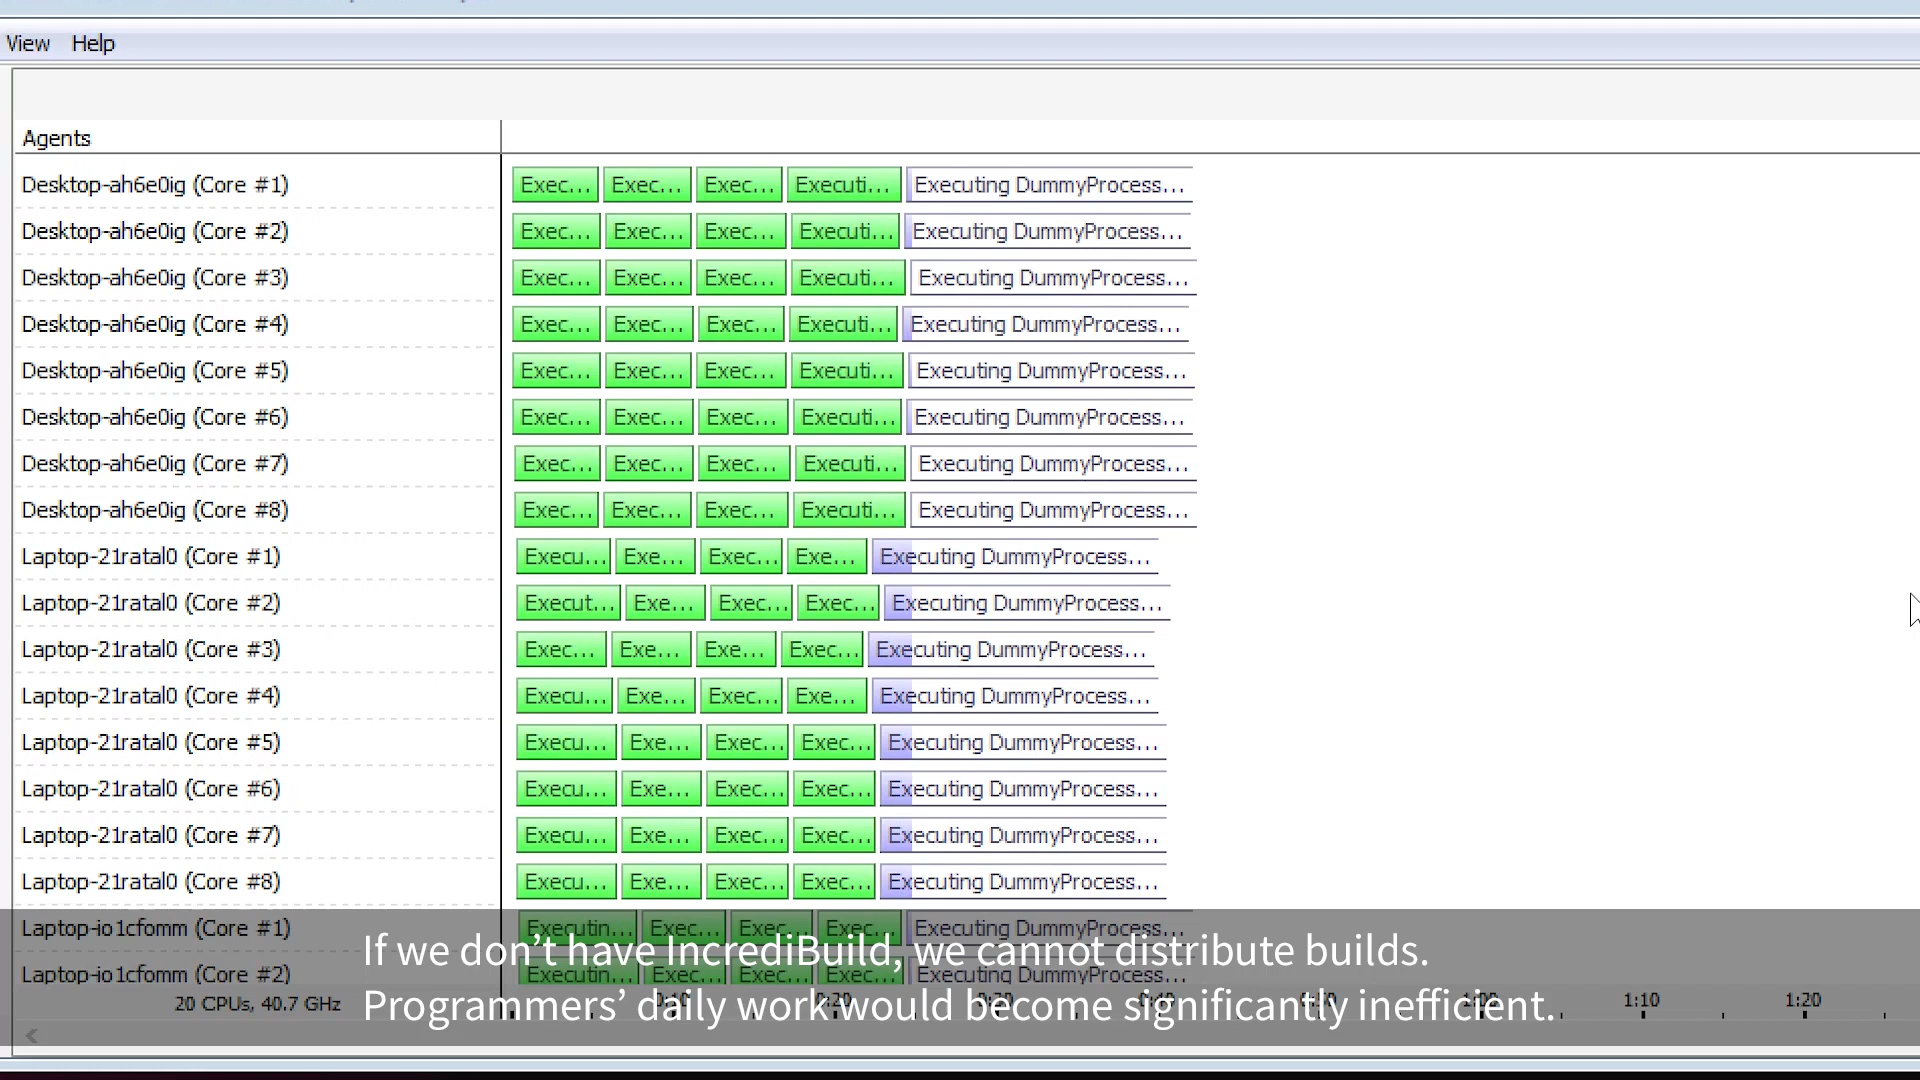 View Help
Agents
Desktop-ah6e0ig (Core #1) Exec... Exec... Exec... Executi... Executing DummyProcess...
Desktop-ah6e0ig (Core #2) Exec... Exec... Exec... Executi... Executing DummyProcess...
Desktop-ah6e0ig (Core #3) Exec... Exec... Exec... Executi... Executing DummyProcess...
Desktop-ah6e0ig (Core #4) Exec... Exec... Exec... Executi... Executing DummyProcess...
Desktop-ah6e0ig (Core #5) Exec... Exec... Exec... Executi... Executing DummyProcess...
Desktop-ah6e0ig (Core #6) Exec... Exec... Exec... Executi... Executing DummyProcess...
Desktop-ah6e0ig (Core #7) Exec... Exec... Exec... Executi... Executing DummyProcess...
Desktop-ah6e0ig (Core #8) Exec... Exec... Exec... Executi... Executing DummyProcess...
Laptop-21ratal0 (Core #1) Execu... Exe... Exec... Exe... Executing DummyProcess...
Laptop-21ratal0 (Core #2) Execut... Exe... Exec... Exec... Executing DummyProcess...
Laptop-21ratal0 (Core #3) Exec... Exe... Exe... Exec... Executing DummyProcess...
Laptop-21ratal0 (Core #4) Execu... Exe... Exec... Exe... Executing DummyProcess...
Laptop-21ratal0 (Core #5) Execu... Exe... Exec... Exec... Executing DummyProcess...
Laptop-21ratal0 (Core #6) Execu... Exe... Exec... Exec... Executing DummyProcess...
Laptop-21ratal0 (Core #7) Execu... Exe... Exec... Exec... Executing DummyProcess...
Laptop-21ratal0 (Core #8) Execu... Exe... Exec... Exec... Executing DummyProcess...
Laptop-io1cfomm (Core #1) Executin... Exec... Exec... Exec... Executing DummyProcess...
If we don't have IncrediBuild, we cannot distribute builds.
Laptop-io1cfomm (Core #2) Executin... Exec... Exec... Exec...
20 CPUs, 40.7 GHz 1:10 1:20
Programmers' daily work would become significantly inefficient.